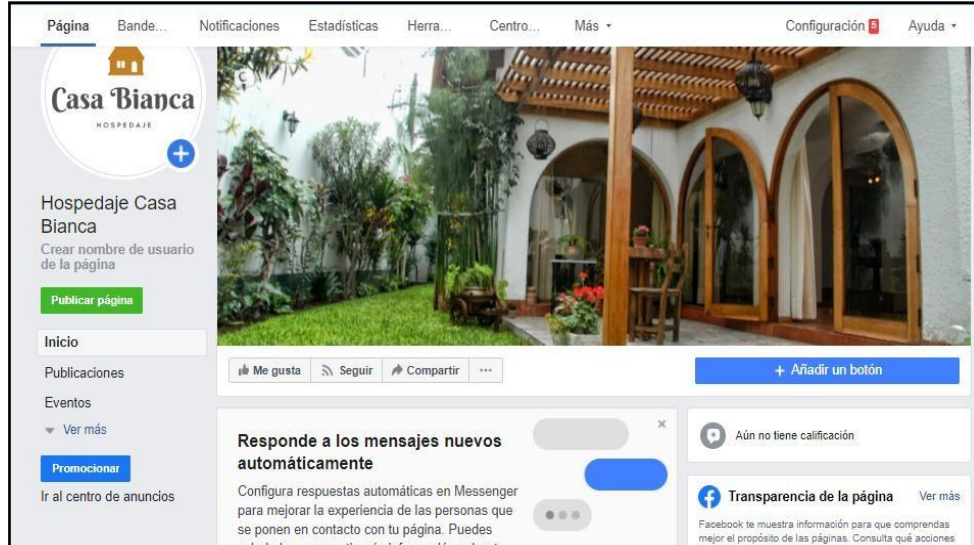 Página Bande... Notificaciones Estadísticas Herra... Centro... Más Configuración 5 Ayuda
Casa Bianca
HOSPEDAJE
Hospedaje Casa
Bianca
Crear nombre de usuario
de la página
Publicar página
Inicio
Publicaciones
Eventos
Ver más
Promocionar
Ir al centro de anuncios
Me gusta Seguir Compartir ...
+ Añadir un botón
Responde a los mensajes nuevos
automáticamente
Configura respuestas automáticas en Messenger
para mejorar la experiencia de las personas que
se ponen en contacto con tu página. Puedes
Aún no tiene calificación
Transparencia de la página Ver más
Facebook te muestra información para que comprendas
mejor el propósito de las páginas. Consulta qué acciones